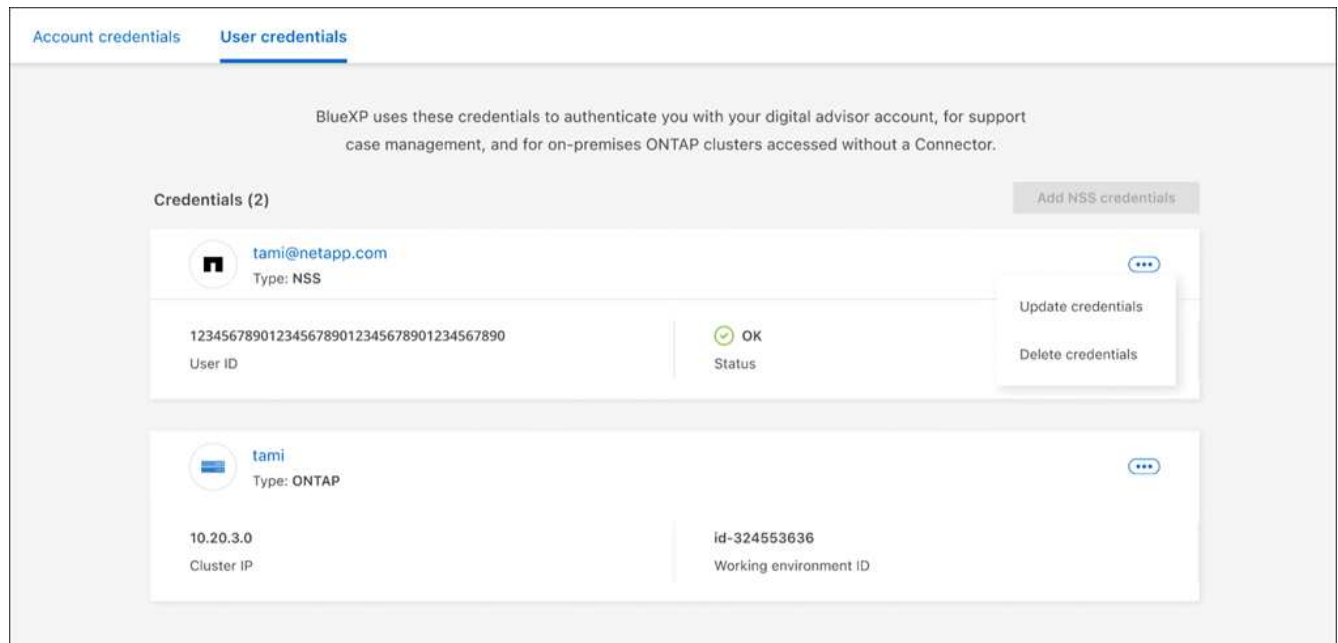 Account credentials
User credentials
BlueXP uses these credentials to authenticate you with your digital advisor account, for support
case management, and for on-premises ONTAP clusters accessed without a Connector.
Credentials (2)
Add NSS credentials
tami@netapp.com
Type: NSS
Update credentials
Delete credentials
1234567890123456789012345678901234567890
User ID
OK
Status
tami
Type: ONTAP
10.20.3.0
Cluster IP
id-324553636
Working environment ID